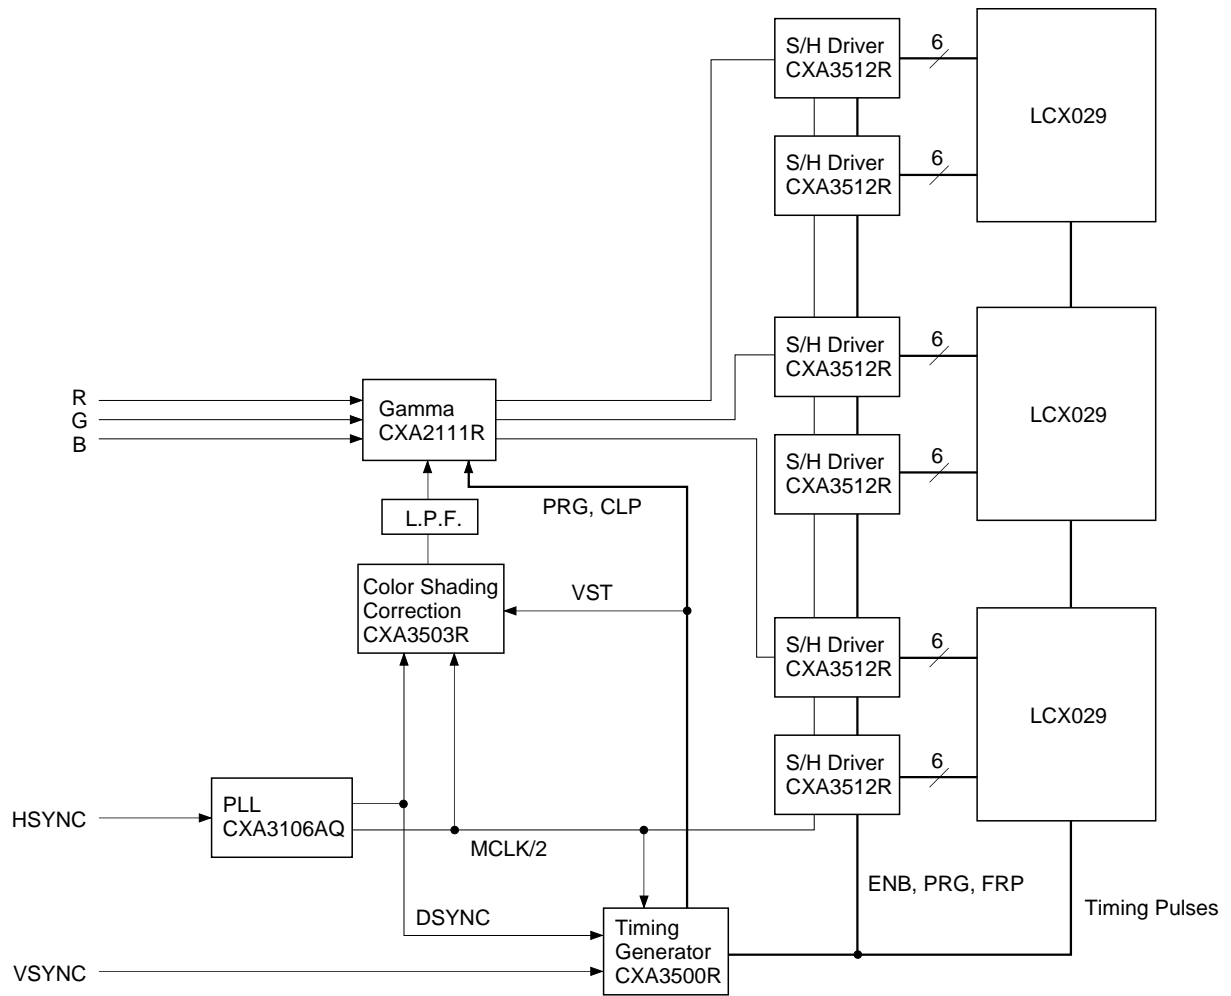 S/H Driver
CXA3512R
6
LCX029
S/H Driver
CXA3512R
6
S/H Driver
CXA3512R
6
LCX029
S/H Driver
CXA3512R
6
R
G
B
Gamma
CXA2111R
PRG, CLP
L.P.F.
Color Shading
Correction
CXA3503R
VST
S/H Driver
CXA3512R
6
LCX029
S/H Driver
CXA3512R
6
HSYNC
PLL
CXA3106AQ
MCLK/2
ENB, PRG, FRP
Timing Pulses
DSYNC
Timing
Generator
CXA3500R
VSYNC